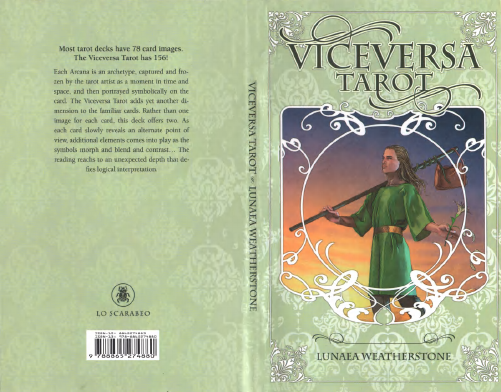 Most tarot decks have 78 card images.
The Viceversa Tarot has 156!
Each Arcana is an archetype, captured and fro-
zen by the tarot artist as a moment in time and
space, and then portrayed symbolically on the
card. The Viceversa Tarot adds yet another di-
mension to the familiar cards. Rather than one
image for each card, this deck offers two. As
each card slowly reveals an alternate point of
view, additional elements comes into play as the
symbols morph and blend and contrast... The
reading reachs to an unexpected depth that de-
fies logical interpretation
LO SCARABEO
9 788865 274880
VICEVERSA TAROT
LUNAEA WEATHERSTONE
VICEVERSA
TAROT
LUNAEA WEATHERSTONE